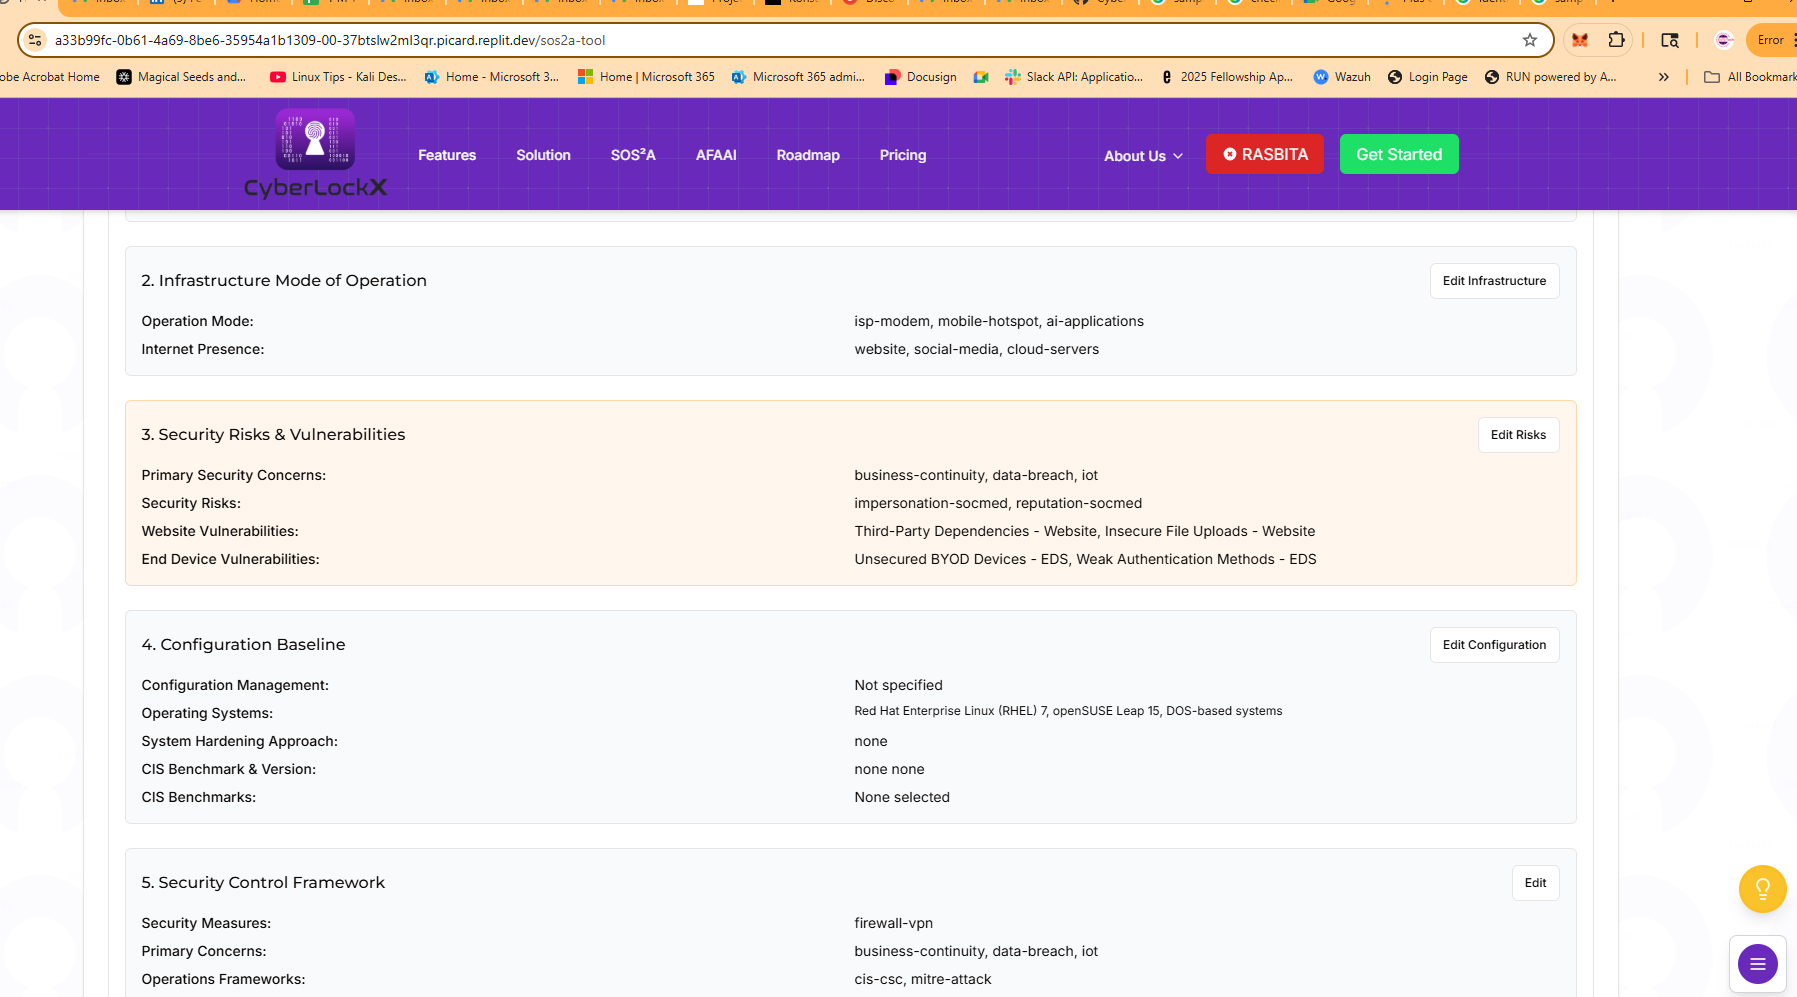 a33b99fc-0b61-4a69-8be6-35954a1b1309-00-37btslw2ml3qr.picard.replit.dev/sos2a-tool
Error
obe Acrobat Home Magical Seeds and... Linux Tips - Kali Des... Home - Microsoft 3... Home | Microsoft 365 Microsoft 365 admi... Docusign Slack API: Applicatio... 2025 Fellowship Ap... Wazuh Login Page RUN powered by A... » All Bookmark
CyberLockX
Features Solution SOS²A AFAAI Roadmap Pricing About Us RASBITA Get Started
2. Infrastructure Mode of Operation Edit Infrastructure
Operation Mode: isp-modem, mobile-hotspot, ai-applications
Internet Presence: website, social-media, cloud-servers
3. Security Risks & Vulnerabilities Edit Risks
Primary Security Concerns: business-continuity, data-breach, iot
Security Risks: impersonation-socmed, reputation-socmed
Website Vulnerabilities: Third-Party Dependencies - Website, Insecure File Uploads - Website
End Device Vulnerabilities: Unsecured BYOD Devices - EDS, Weak Authentication Methods - EDS
4. Configuration Baseline Edit Configuration
Configuration Management: Not specified
Operating Systems: Red Hat Enterprise Linux (RHEL) 7, openSUSE Leap 15, DOS-based systems
System Hardening Approach: none
CIS Benchmark & Version: none none
CIS Benchmarks: None selected
5. Security Control Framework Edit
Security Measures: firewall-vpn
Primary Concerns: business-continuity, data-breach, iot
Operations Frameworks: cis-csc, mitre-attack